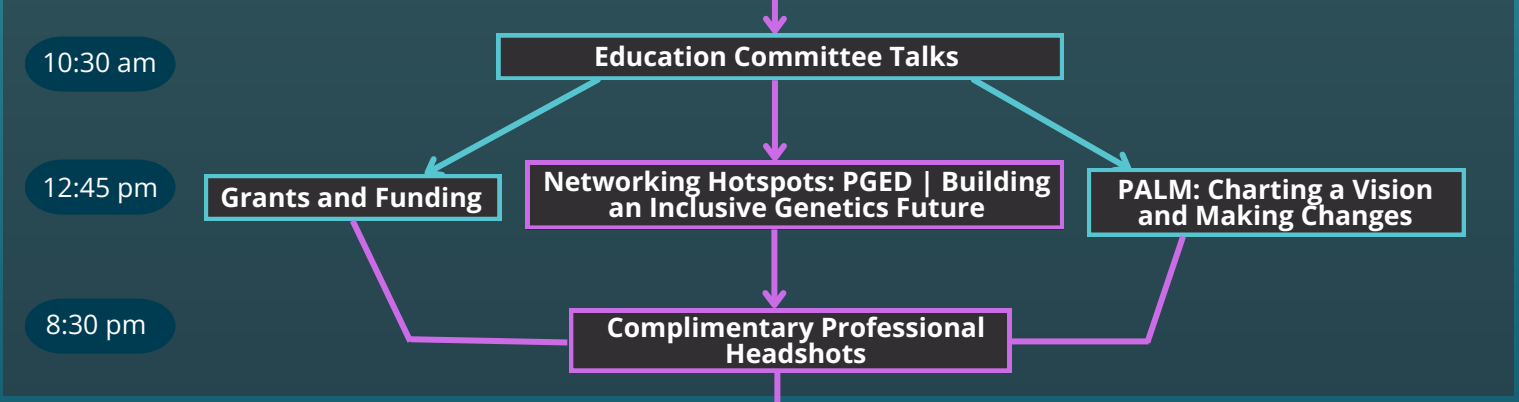 10:30 am
Education Committee Talks
12:45 pm
Grants and Funding
Networking Hotspots: PGED | Building
an Inclusive Genetics Future
PALM: Charting a Vision
and Making Changes
8:30 pm
Complimentary Professional
Headshots